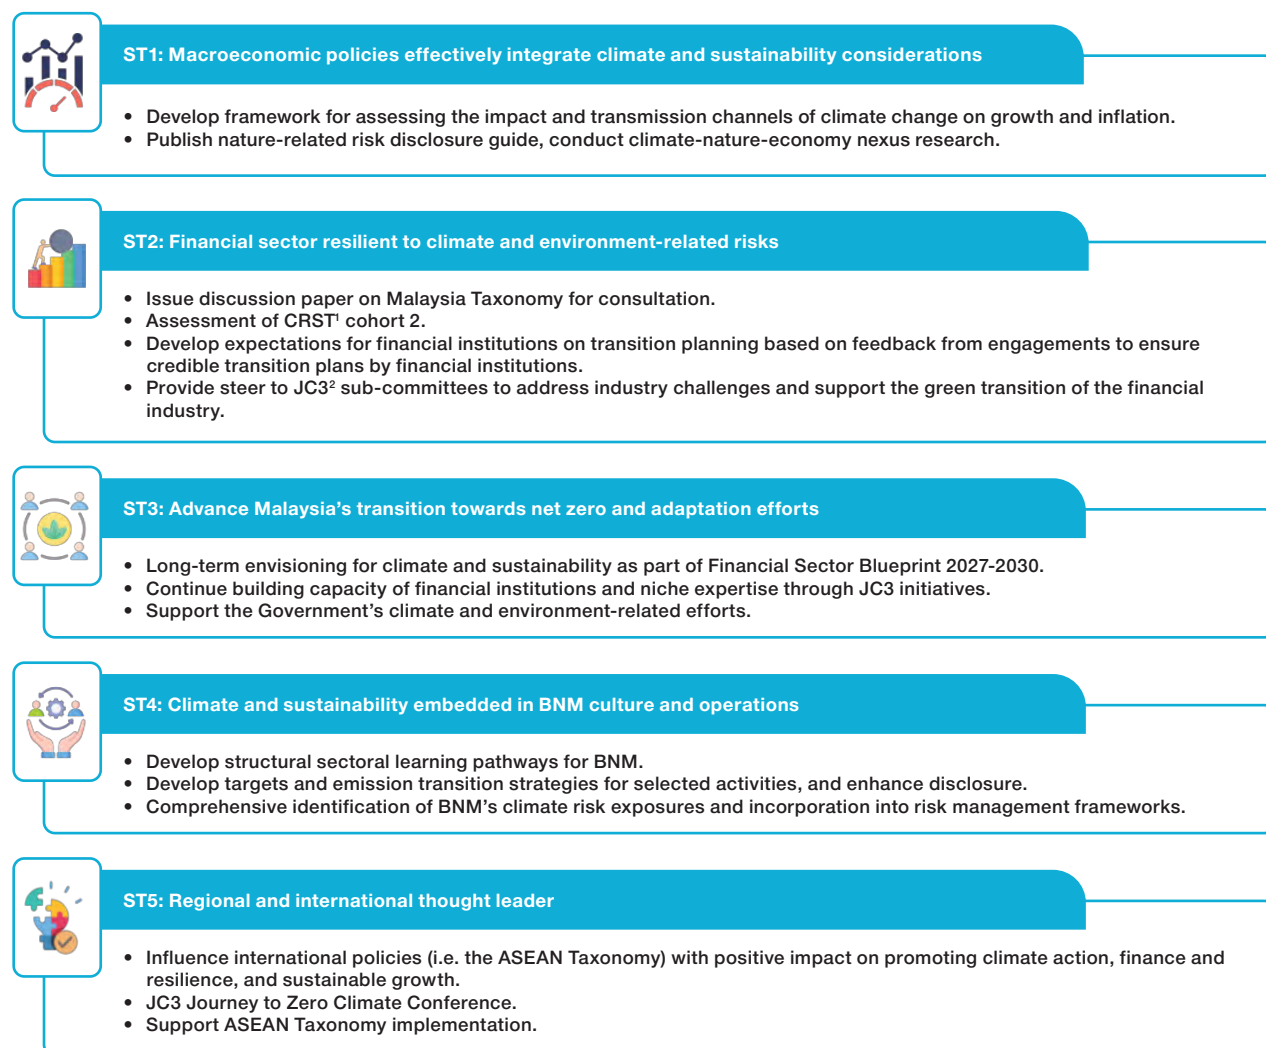 ST1: Macroeconomic policies effectively integrate climate and sustainability considerations
• Develop framework for assessing the impact and transmission channels of climate change on growth and inflation.
• Publish nature-related risk disclosure guide, conduct climate-nature-economy nexus research.
ST2: Financial sector resilient to climate and environment-related risks
• Issue discussion paper on Malaysia Taxonomy for consultation.
• Assessment of CRST¹ cohort 2.
• Develop expectations for financial institutions on transition planning based on feedback from engagements to ensure
credible transition plans by financial institutions.
• Provide steer to JC3² sub-committees to address industry challenges and support the green transition of the financial
industry.
ST3: Advance Malaysia’s transition towards net zero and adaptation efforts
• Long-term envisioning for climate and sustainability as part of Financial Sector Blueprint 2027-2030.
• Continue building capacity of financial institutions and niche expertise through JC3 initiatives.
• Support the Government’s climate and environment-related efforts.
ST4: Climate and sustainability embedded in BNM culture and operations
• Develop structural sectoral learning pathways for BNM.
• Develop targets and emission transition strategies for selected activities, and enhance disclosure.
• Comprehensive identification of BNM’s climate risk exposures and incorporation into risk management frameworks.
ST5: Regional and international thought leader
• Influence international policies (i.e. the ASEAN Taxonomy) with positive impact on promoting climate action, finance and
resilience, and sustainable growth.
• JC3 Journey to Zero Climate Conference.
• Support ASEAN Taxonomy implementation.